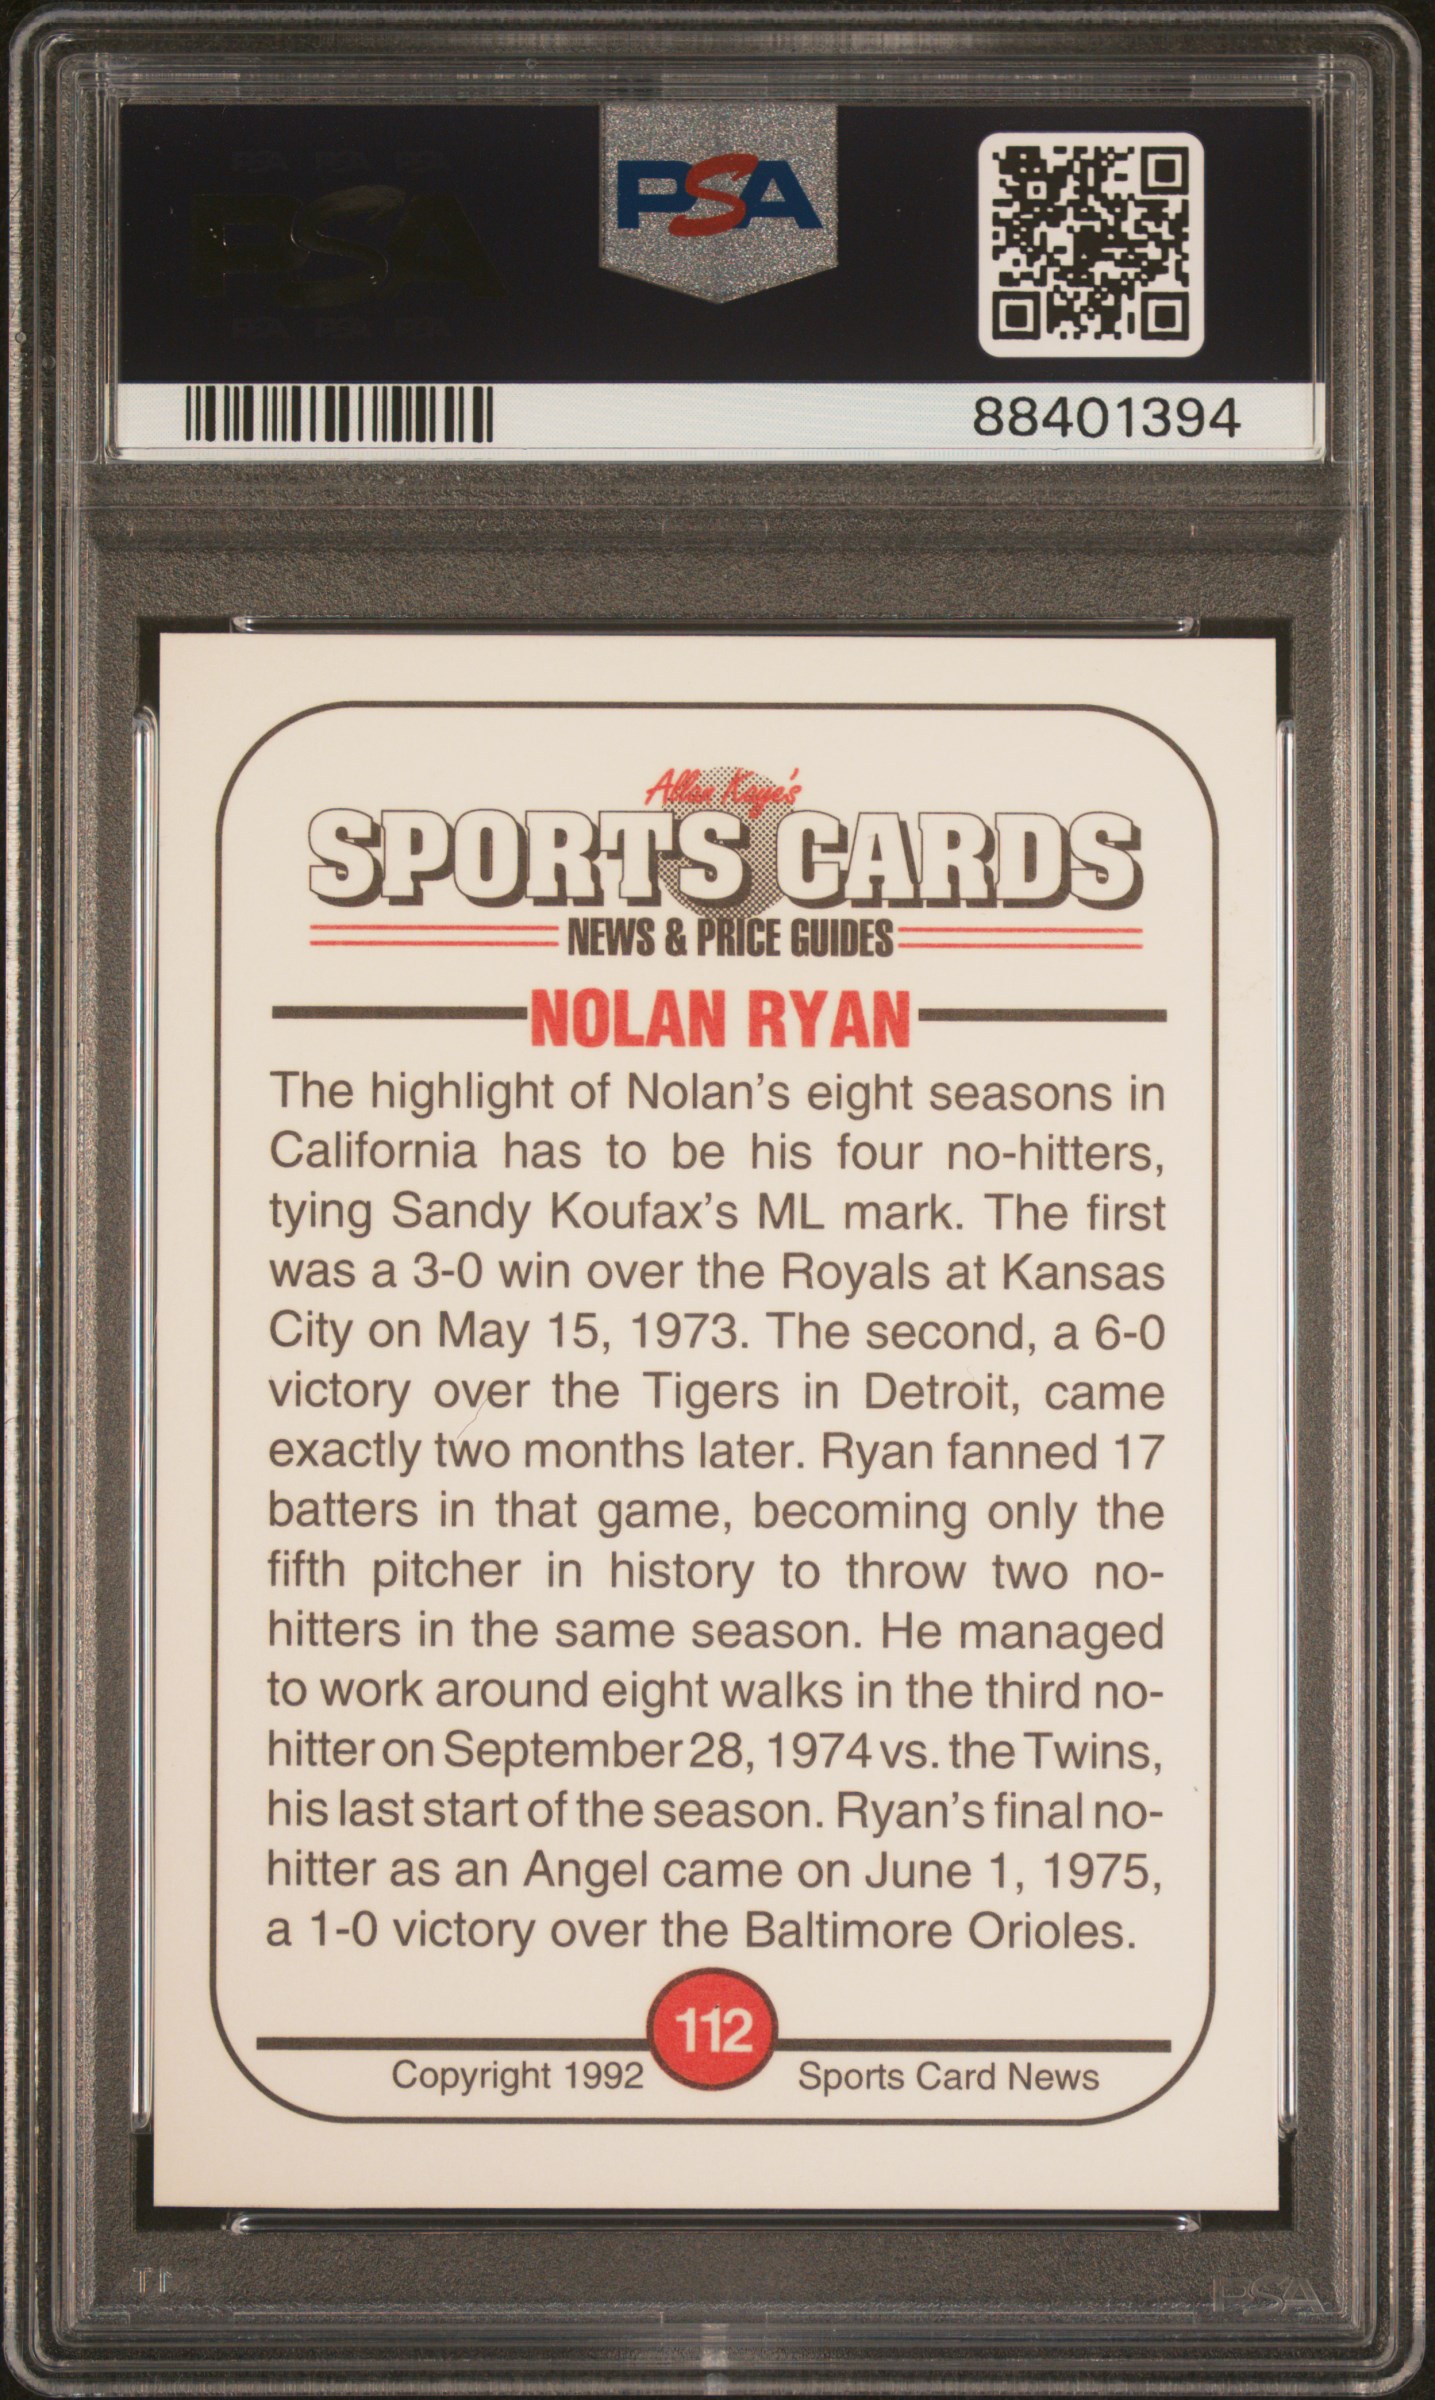 PSA
PSA
88401394
Allan Kaye's
SPORTS CARDS
NEWS & PRICE GUIDES
NOLAN RYAN
The highlight of Nolan's eight seasons in
California has to be his four no-hitters,
tying Sandy Koufax's ML mark. The first
was a 3-0 win over the Royals at Kansas
City on May 15, 1973. The second, a 6-0
victory over the Tigers in Detroit, came
exactly two months later. Ryan fanned 17
batters in that game, becoming only the
fifth pitcher in history to throw two no-
hitters in the same season. He managed
to work around eight walks in the third no-
hitter on September 28, 1974 vs. the Twins,
his last start of the season. Ryan's final no-
hitter as an Angel came on June 1, 1975,
a 1-0 victory over the Baltimore Orioles.
112
Copyright 1992 Sports Card News
PSA